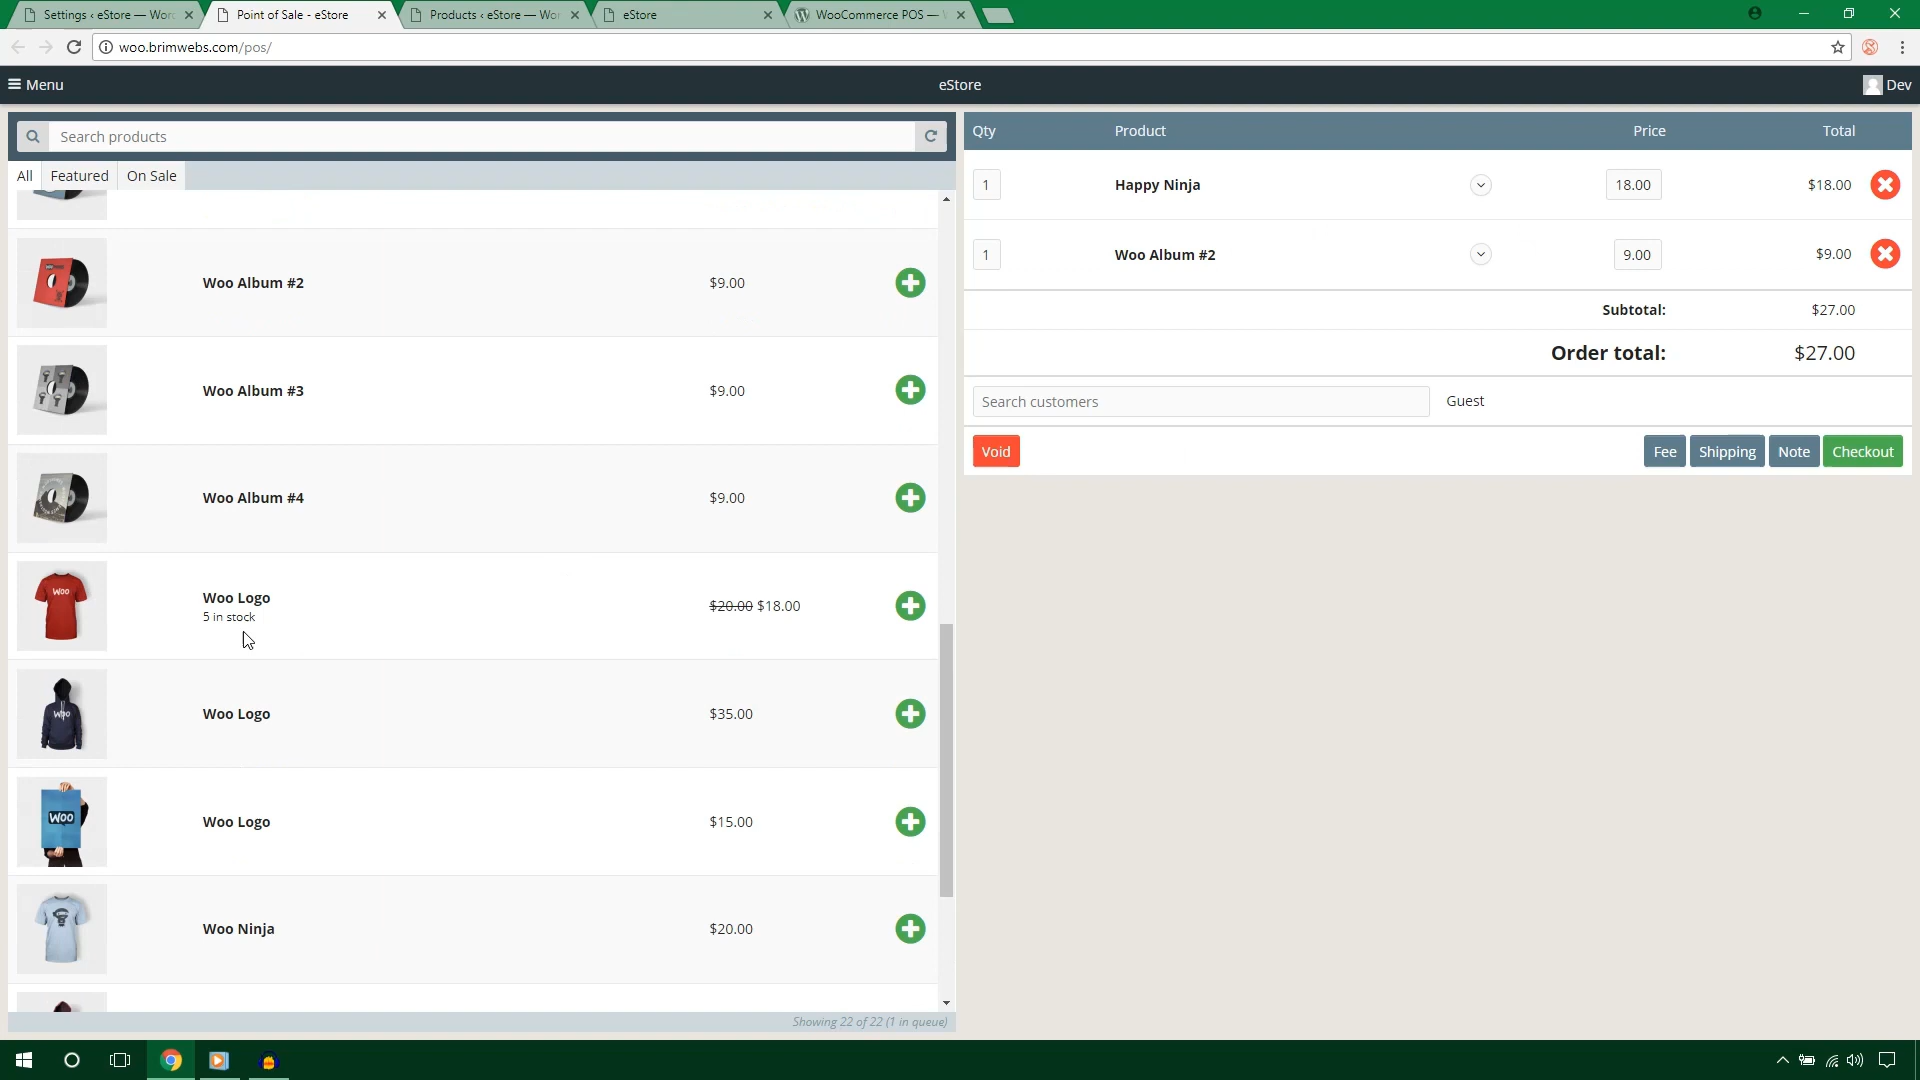 Settings ‹ eStore — Word
Point of Sale - eStore
Products ‹ eStore — Wor
eStore
WooCommerce POS —
woo.brimwebs.com/pos/
Menu
eStore
Dev
Search products
All
Featured
On Sale
Woo Album #2
$9.00
Woo Album #3
$9.00
Woo Album #4
$9.00
Woo Logo
5 in stock
$20.00 $18.00
Woo Logo
$35.00
Woo Logo
$15.00
Woo Ninja
$20.00
Showing 22 of 22 (1 in queue)
Qty
Product
Price
Total
1
Happy Ninja
18.00
$18.00
1
Woo Album #2
9.00
$9.00
Subtotal:
$27.00
Order total:
$27.00
Search customers
Guest
Void
Fee
Shipping
Note
Checkout
WOO
WOO
WOO